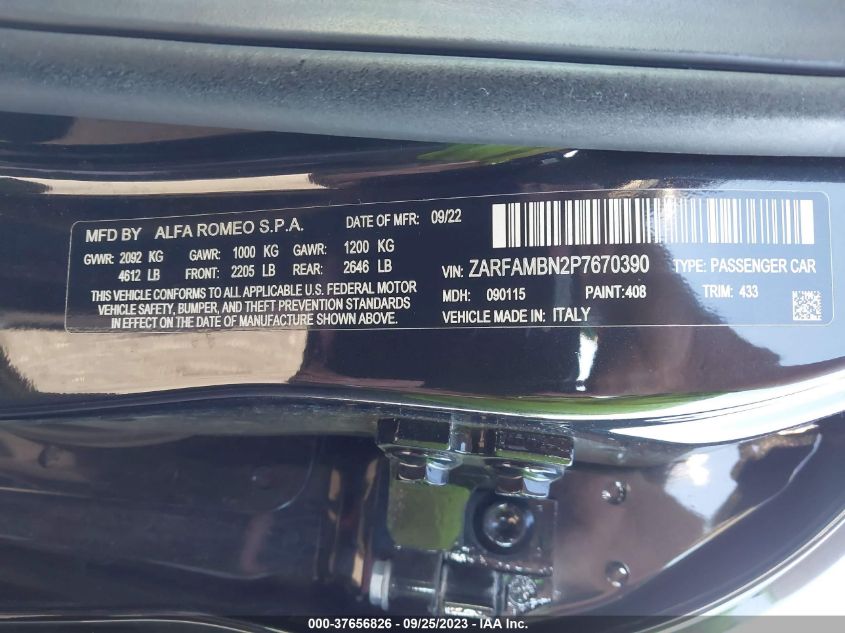 MFD BY ALFA ROMEO S.P.A. DATE OF MFR: 09/22
GVWR: 2092 KG GAWR: 1000 KG GAWR: 1200 KG
4612 LB FRONT: 2205 LB REAR: 2646 LB
THIS VEHICLE CONFORMS TO ALL APPLICABLE U.S. FEDERAL MOTOR
VEHICLE SAFETY, BUMPER, AND THEFT PREVENTION STANDARDS
IN EFFECT ON THE DATE OF MANUFACTURE SHOWN ABOVE.
VIN: ZARFAMBN2P7670390 TYPE: PASSENGER CAR
MDH: 090115 PAINT:408 TRIM: 433
VEHICLE MADE IN: ITALY
000-37656826 - 09/25/2023 - IAA Inc.